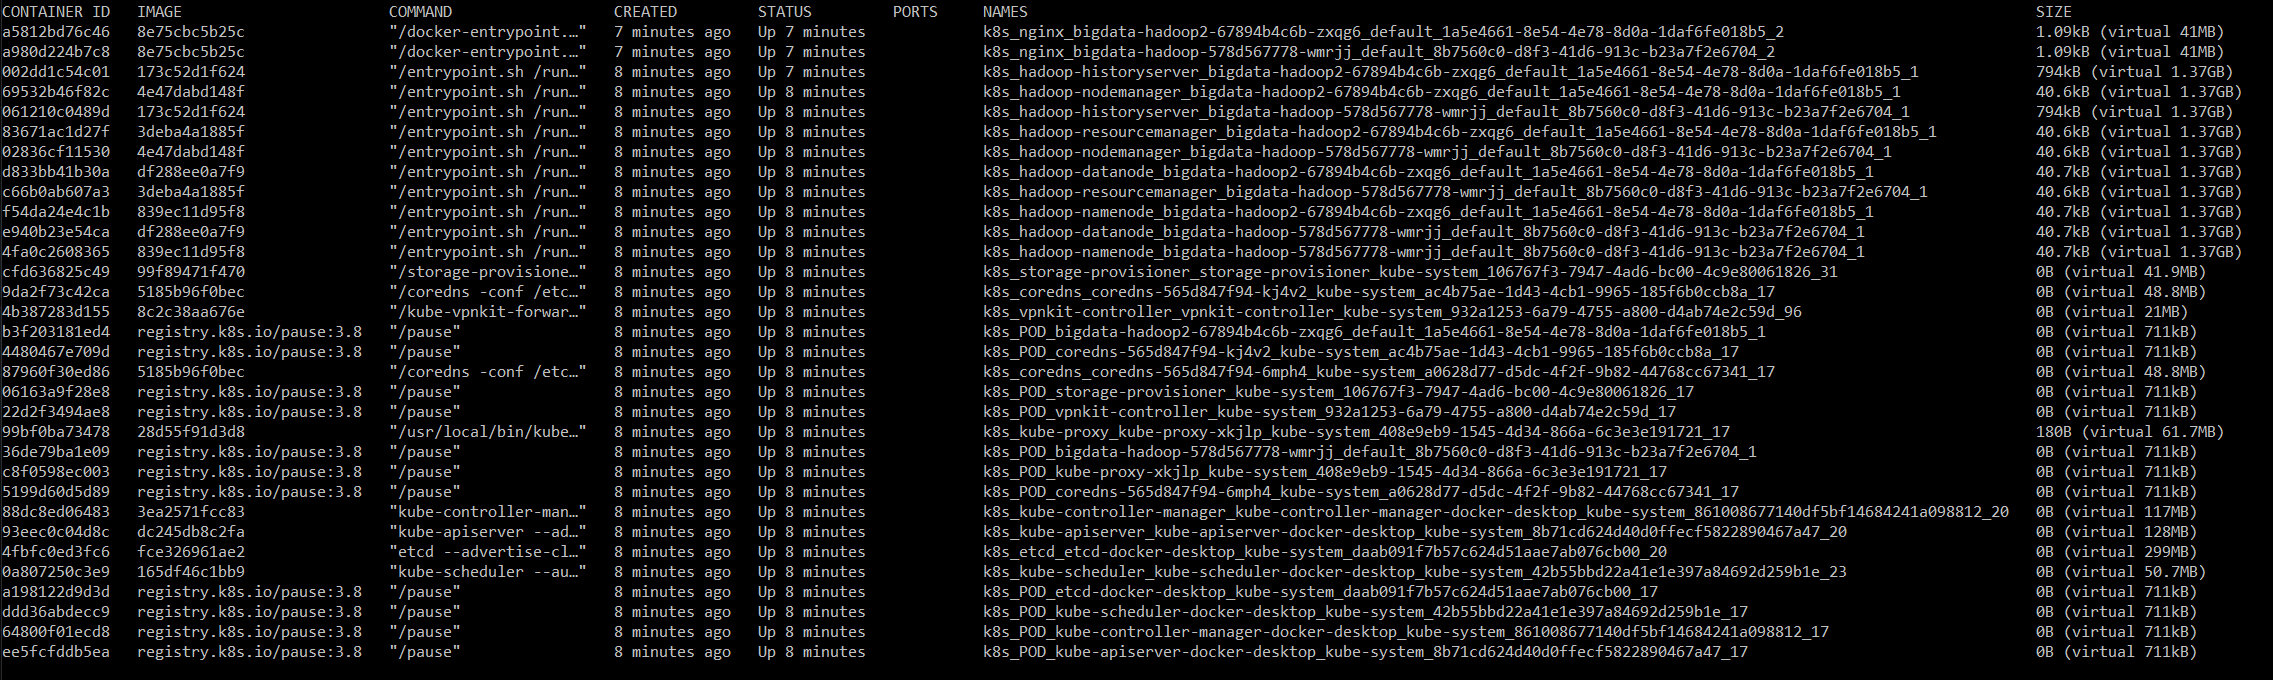 CONTAINER ID   IMAGE                      COMMAND                  CREATED         STATUS         PORTS     NAMES                                                                                                             SIZE
a5812bd76c46   8e75cbc5b25c               "/docker-entrypoint.…"   7 minutes ago   Up 7 minutes             k8s_nginx_bigdata-hadoop2-67894b4c6b-zxqg6_default_1a5e4661-8e54-4e78-8d0a-1daf6fe018b5_2                            1.09kB (virtual 41MB)
a980d224b7c8   8e75cbc5b25c               "/docker-entrypoint.…"   7 minutes ago   Up 7 minutes             k8s_nginx_bigdata-hadoop-578d567778-wmrjj_default_8b7560c0-d8f3-41d6-913c-b23a7f2e6704_2                             1.09kB (virtual 41MB)
002dd1c54c01   173c52d1f624               "/entrypoint.sh /run…"   8 minutes ago   Up 7 minutes             k8s_hadoop-historyserver_bigdata-hadoop2-67894b4c6b-zxqg6_default_1a5e4661-8e54-4e78-8d0a-1daf6fe018b5_1             794kB (virtual 1.37GB)
69532b46f82c   4e47dabd148f               "/entrypoint.sh /run…"   8 minutes ago   Up 8 minutes             k8s_hadoop-nodemanager_bigdata-hadoop2-67894b4c6b-zxqg6_default_1a5e4661-8e54-4e78-8d0a-1daf6fe018b5_1               40.6kB (virtual 1.37GB)
061210c0489d   173c52d1f624               "/entrypoint.sh /run…"   8 minutes ago   Up 8 minutes             k8s_hadoop-historyserver_bigdata-hadoop-578d567778-wmrjj_default_8b7560c0-d8f3-41d6-913c-b23a7f2e6704_1              794kB (virtual 1.37GB)
83671ac1d27f   3deba4a1885f               "/entrypoint.sh /run…"   8 minutes ago   Up 8 minutes             k8s_hadoop-resourcemanager_bigdata-hadoop2-67894b4c6b-zxqg6_default_1a5e4661-8e54-4e78-8d0a-1daf6fe018b5_1           40.6kB (virtual 1.37GB)
02836cf11530   4e47dabd148f               "/entrypoint.sh /run…"   8 minutes ago   Up 8 minutes             k8s_hadoop-nodemanager_bigdata-hadoop-578d567778-wmrjj_default_8b7560c0-d8f3-41d6-913c-b23a7f2e6704_1                40.6kB (virtual 1.37GB)
d833bb41b30a   df288ee0a7f9               "/entrypoint.sh /run…"   8 minutes ago   Up 8 minutes             k8s_hadoop-datanode_bigdata-hadoop2-67894b4c6b-zxqg6_default_1a5e4661-8e54-4e78-8d0a-1daf6fe018b5_1                  40.7kB (virtual 1.37GB)
c66b0ab607a3   3deba4a1885f               "/entrypoint.sh /run…"   8 minutes ago   Up 8 minutes             k8s_hadoop-resourcemanager_bigdata-hadoop-578d567778-wmrjj_default_8b7560c0-d8f3-41d6-913c-b23a7f2e6704_1            40.6kB (virtual 1.37GB)
f54da24e4c1b   839ec11d95f8               "/entrypoint.sh /run…"   8 minutes ago   Up 8 minutes             k8s_hadoop-namenode_bigdata-hadoop2-67894b4c6b-zxqg6_default_1a5e4661-8e54-4e78-8d0a-1daf6fe018b5_1                  40.7kB (virtual 1.37GB)
e940b23e54ca   df288ee0a7f9               "/entrypoint.sh /run…"   8 minutes ago   Up 8 minutes             k8s_hadoop-datanode_bigdata-hadoop-578d567778-wmrjj_default_8b7560c0-d8f3-41d6-913c-b23a7f2e6704_1                   40.7kB (virtual 1.37GB)
4fa0c2608365   839ec11d95f8               "/entrypoint.sh /run…"   8 minutes ago   Up 8 minutes             k8s_hadoop-namenode_bigdata-hadoop-578d567778-wmrjj_default_8b7560c0-d8f3-41d6-913c-b23a7f2e6704_1                   40.7kB (virtual 1.37GB)
cfd636825c49   99f89471f470               "/storage-provisione…"   8 minutes ago   Up 8 minutes             k8s_storage-provisioner_storage-provisioner_kube-system_106767f3-7947-4ad6-bc00-4c9e80061826_31                      0B (virtual 41.9MB)
9da2f73c42ca   5185b96f0bec               "/coredns -conf /etc…"   8 minutes ago   Up 8 minutes             k8s_coredns_coredns-565d847f94-kj4v2_kube-system_ac4b75ae-1d43-4cb1-9965-185f6b0ccb8a_17                             0B (virtual 48.8MB)
4b387283d155   8c2c38aa676e               "/kube-vpnkit-forwar…"   8 minutes ago   Up 8 minutes             k8s_vpnkit-controller_vpnkit-controller_kube-system_932a1253-6a79-4755-a800-d4ab74e2c59d_96                          0B (virtual 21MB)
b3f203181ed4   registry.k8s.io/pause:3.8   "/pause"                 8 minutes ago   Up 8 minutes             k8s_POD_bigdata-hadoop2-67894b4c6b-zxqg6_default_1a5e4661-8e54-4e78-8d0a-1daf6fe018b5_1                              0B (virtual 711kB)
4480467e709d   registry.k8s.io/pause:3.8   "/pause"                 8 minutes ago   Up 8 minutes             k8s_POD_coredns-565d847f94-kj4v2_kube-system_ac4b75ae-1d43-4cb1-9965-185f6b0ccb8a_17                                 0B (virtual 711kB)
87960f30ed86   5185b96f0bec               "/coredns -conf /etc…"   8 minutes ago   Up 8 minutes             k8s_coredns_coredns-565d847f94-6mph4_kube-system_a0628d77-d5dc-4f2f-9b82-44768cc67341_17                             0B (virtual 48.8MB)
06163a9f28e8   registry.k8s.io/pause:3.8   "/pause"                 8 minutes ago   Up 8 minutes             k8s_POD_storage-provisioner_kube-system_106767f3-7947-4ad6-bc00-4c9e80061826_17                                      0B (virtual 711kB)
22d2f3494ae8   registry.k8s.io/pause:3.8   "/pause"                 8 minutes ago   Up 8 minutes             k8s_POD_vpnkit-controller_kube-system_932a1253-6a79-4755-a800-d4ab74e2c59d_17                                        0B (virtual 711kB)
99bf0ba73478   28d55f91d3d8               "/usr/local/bin/kube…"   8 minutes ago   Up 8 minutes             k8s_kube-proxy_kube-proxy-xkjlp_kube-system_408e9eb9-1545-4d34-866a-6c3e3e191721_17                                  180B (virtual 61.7MB)
36de79ba1e09   registry.k8s.io/pause:3.8   "/pause"                 8 minutes ago   Up 8 minutes             k8s_POD_bigdata-hadoop-578d567778-wmrjj_default_8b7560c0-d8f3-41d6-913c-b23a7f2e6704_1                               0B (virtual 711kB)
c8f0598ec003   registry.k8s.io/pause:3.8   "/pause"                 8 minutes ago   Up 8 minutes             k8s_POD_kube-proxy-xkjlp_kube-system_408e9eb9-1545-4d34-866a-6c3e3e191721_17                                         0B (virtual 711kB)
5199d60d5d89   registry.k8s.io/pause:3.8   "/pause"                 8 minutes ago   Up 8 minutes             k8s_POD_coredns-565d847f94-6mph4_kube-system_a0628d77-d5dc-4f2f-9b82-44768cc67341_17                                 0B (virtual 711kB)
88dc8ed06483   3ea2571fcc83               "kube-controller-man…"   8 minutes ago   Up 8 minutes             k8s_kube-controller-manager_kube-controller-manager-docker-desktop_kube-system_861008677140df5bf14684241a098812_20   0B (virtual 117MB)
93eec0c04d8c   dc245db8c2fa               "kube-apiserver --ad…"   8 minutes ago   Up 8 minutes             k8s_kube-apiserver_kube-apiserver-docker-desktop_kube-system_8b71cd624d40d0ffecf5822890467a47_20                     0B (virtual 128MB)
4fbfc0ed3fc6   fce326961ae2               "etcd --advertise-cl…"   8 minutes ago   Up 8 minutes             k8s_etcd_etcd-docker-desktop_kube-system_daab091f7b57c624d51aae7ab076cb00_20                                         0B (virtual 299MB)
0a807250c3e9   165df46c1bb9               "kube-scheduler --au…"   8 minutes ago   Up 8 minutes             k8s_kube-scheduler_kube-scheduler-docker-desktop_kube-system_42b55bbd22a41e1e397a84692d259b1e_23                     0B (virtual 50.7MB)
a198122d9d3d   registry.k8s.io/pause:3.8   "/pause"                 8 minutes ago   Up 8 minutes             k8s_POD_etcd-docker-desktop_kube-system_daab091f7b57c624d51aae7ab076cb00_17                                          0B (virtual 711kB)
ddd36abdecc9   registry.k8s.io/pause:3.8   "/pause"                 8 minutes ago   Up 8 minutes             k8s_POD_kube-scheduler-docker-desktop_kube-system_42b55bbd22a41e1e397a84692d259b1e_17                                0B (virtual 711kB)
64800f01ecd8   registry.k8s.io/pause:3.8   "/pause"                 8 minutes ago   Up 8 minutes             k8s_POD_kube-controller-manager-docker-desktop_kube-system_861008677140df5bf14684241a098812_17                       0B (virtual 711kB)
ee5fcfddb5ea   registry.k8s.io/pause:3.8   "/pause"                 8 minutes ago   Up 8 minutes             k8s_POD_kube-apiserver-docker-desktop_kube-system_8b71cd624d40d0ffecf5822890467a47_17                                0B (virtual 711kB)